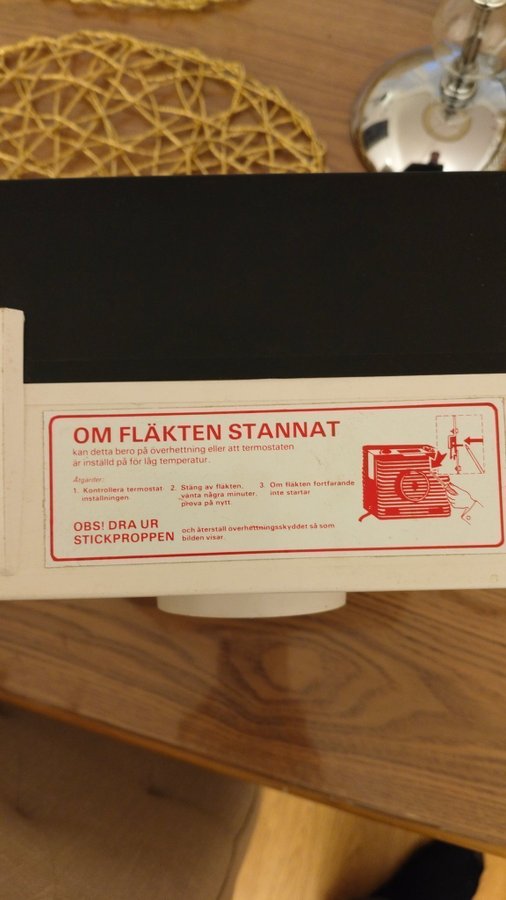 OM FLÄKTEN STANNAT
kan detta bero på överhettning eller att termostaten
är inställd på för låg temperatur.
Åtgärder:
1. Kontrollera termostat-
inställningen.
2. Stäng av fläkten,
vänta några minuter,
pröva på nytt.
3. Om fläkten fortfarande
inte startar
OBS! DRA UR
STICKPROPPEN
och återställ överhettningsskyddet så som
bilden visar.